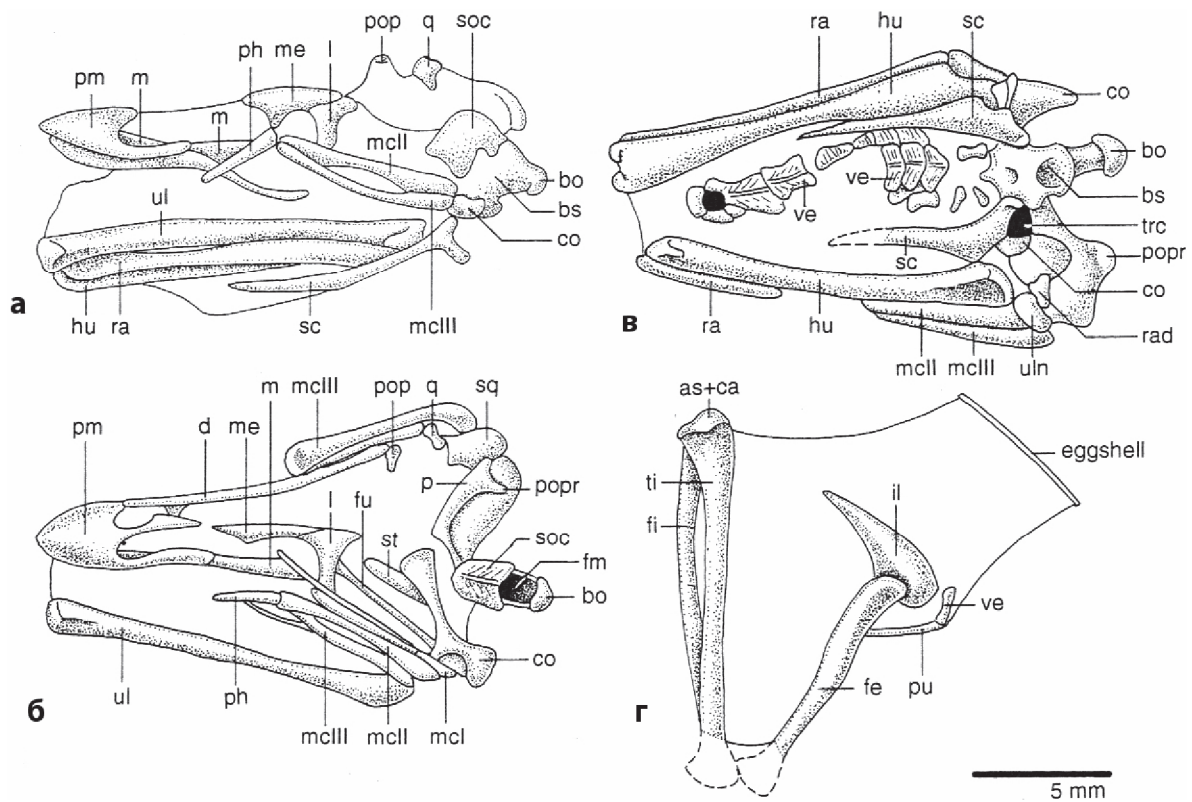 pop q soc
ph me l
pm m
m
mcII
bo
bs
co
ul
hu ra sc mcIII
а
ra hu sc
co
bo
bs
trc
popr
co
rad
ve
ve
sc
ra hu
mcII mcIII uln
в
m mcIII pop q sq
pm d me
l fu
st
p
popr
soc
fm
bo
co
ul ph
mcIII mcII mcI
б
as+ca
eggshell
ti
fi
il
ve
fe pu
г
5 mm